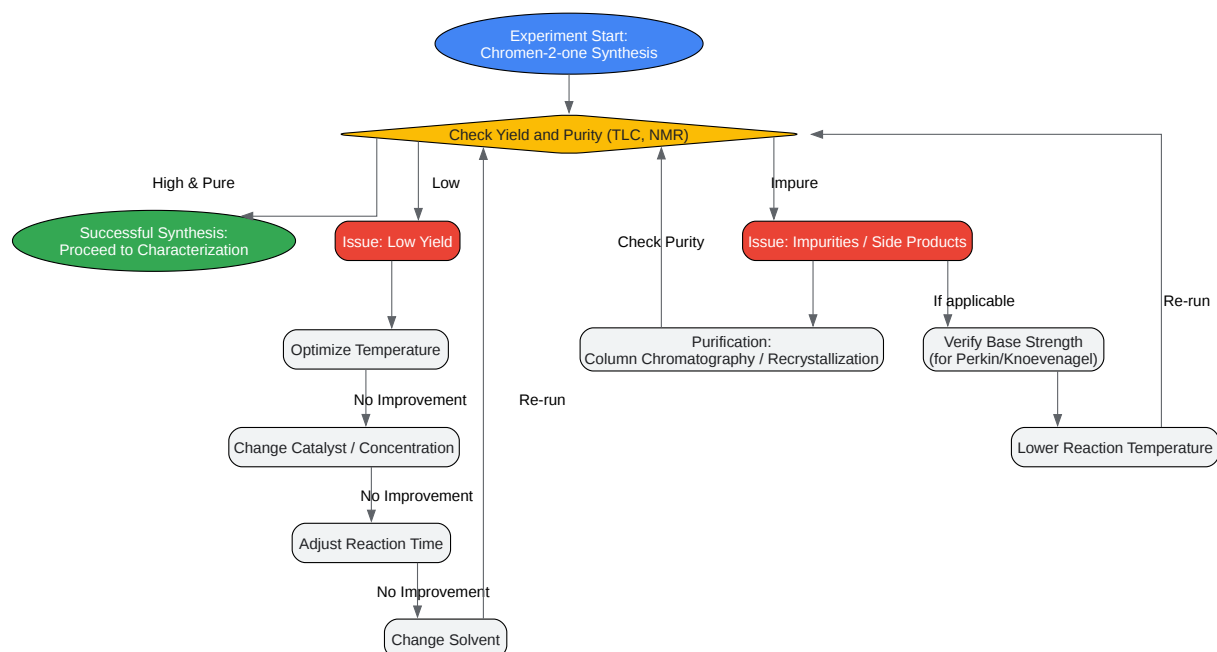 Experiment Start:
Chromen-2-one Synthesis
Check Yield and Purity (TLC, NMR)
High & Pure
Low
Impure
Successful Synthesis:
Proceed to Characterization
Issue: Low Yield
Check Purity
Issue: Impurities / Side Products
If applicable
Re-run
Optimize Temperature
Purification:
Column Chromatography / Recrystallization
Verify Base Strength
(for Perkin/Knoevenagel)
No Improvement
Re-run
Change Catalyst / Concentration
Lower Reaction Temperature
No Improvement
Adjust Reaction Time
No Improvement
Change Solvent